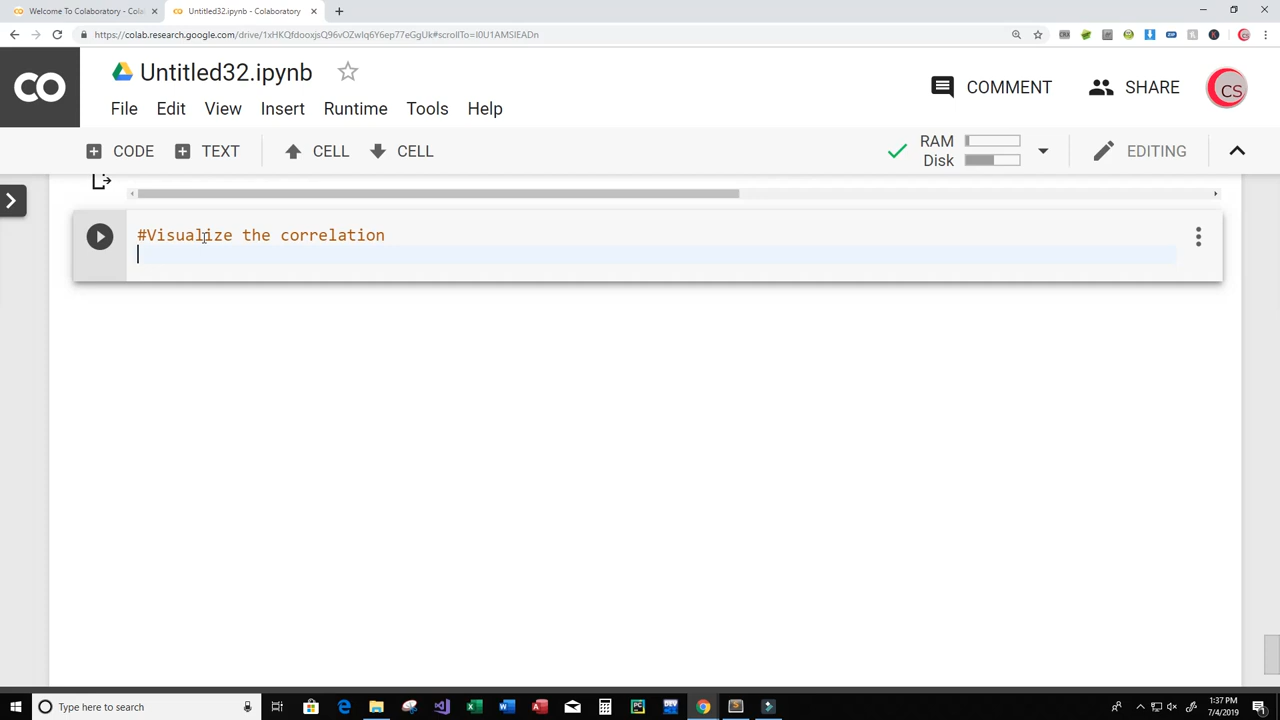 Welcome To Colaboratory - Cola
Untitled32.ipynb - Colaboratory
https://colab.research.google.com/drive/1xHKQfdooxjsQ96vOZwIq6Y6ep77eGgUk#scrollTo=I0U1AMSIEADn
CO
Untitled32.ipynb
COMMENT
SHARE
CS
File Edit View Insert Runtime Tools Help
CODE TEXT CELL CELL
RAM
Disk
EDITING
#Visualize the correlation
Type here to search
1:37 PM
7/4/2019